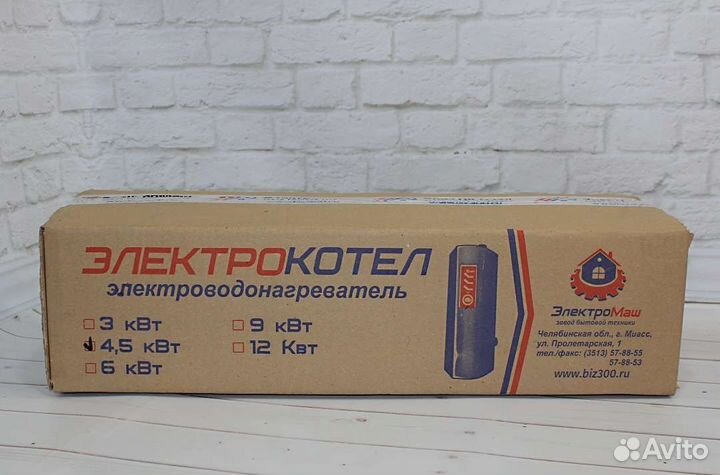 ЭЛЕКТРОКОТЕЛ
электроводонагреватель
3 кВт
4,5 кВт
6 кВт
9 кВт
12 Квт
ЭлектроМаш
завод бытовой техники
Челябинская обл., г. Миасс,
ул. Пролетарская, 1
тел./факс: (3513) 57-88-55
57-88-53
www.biz300.ru
Avito